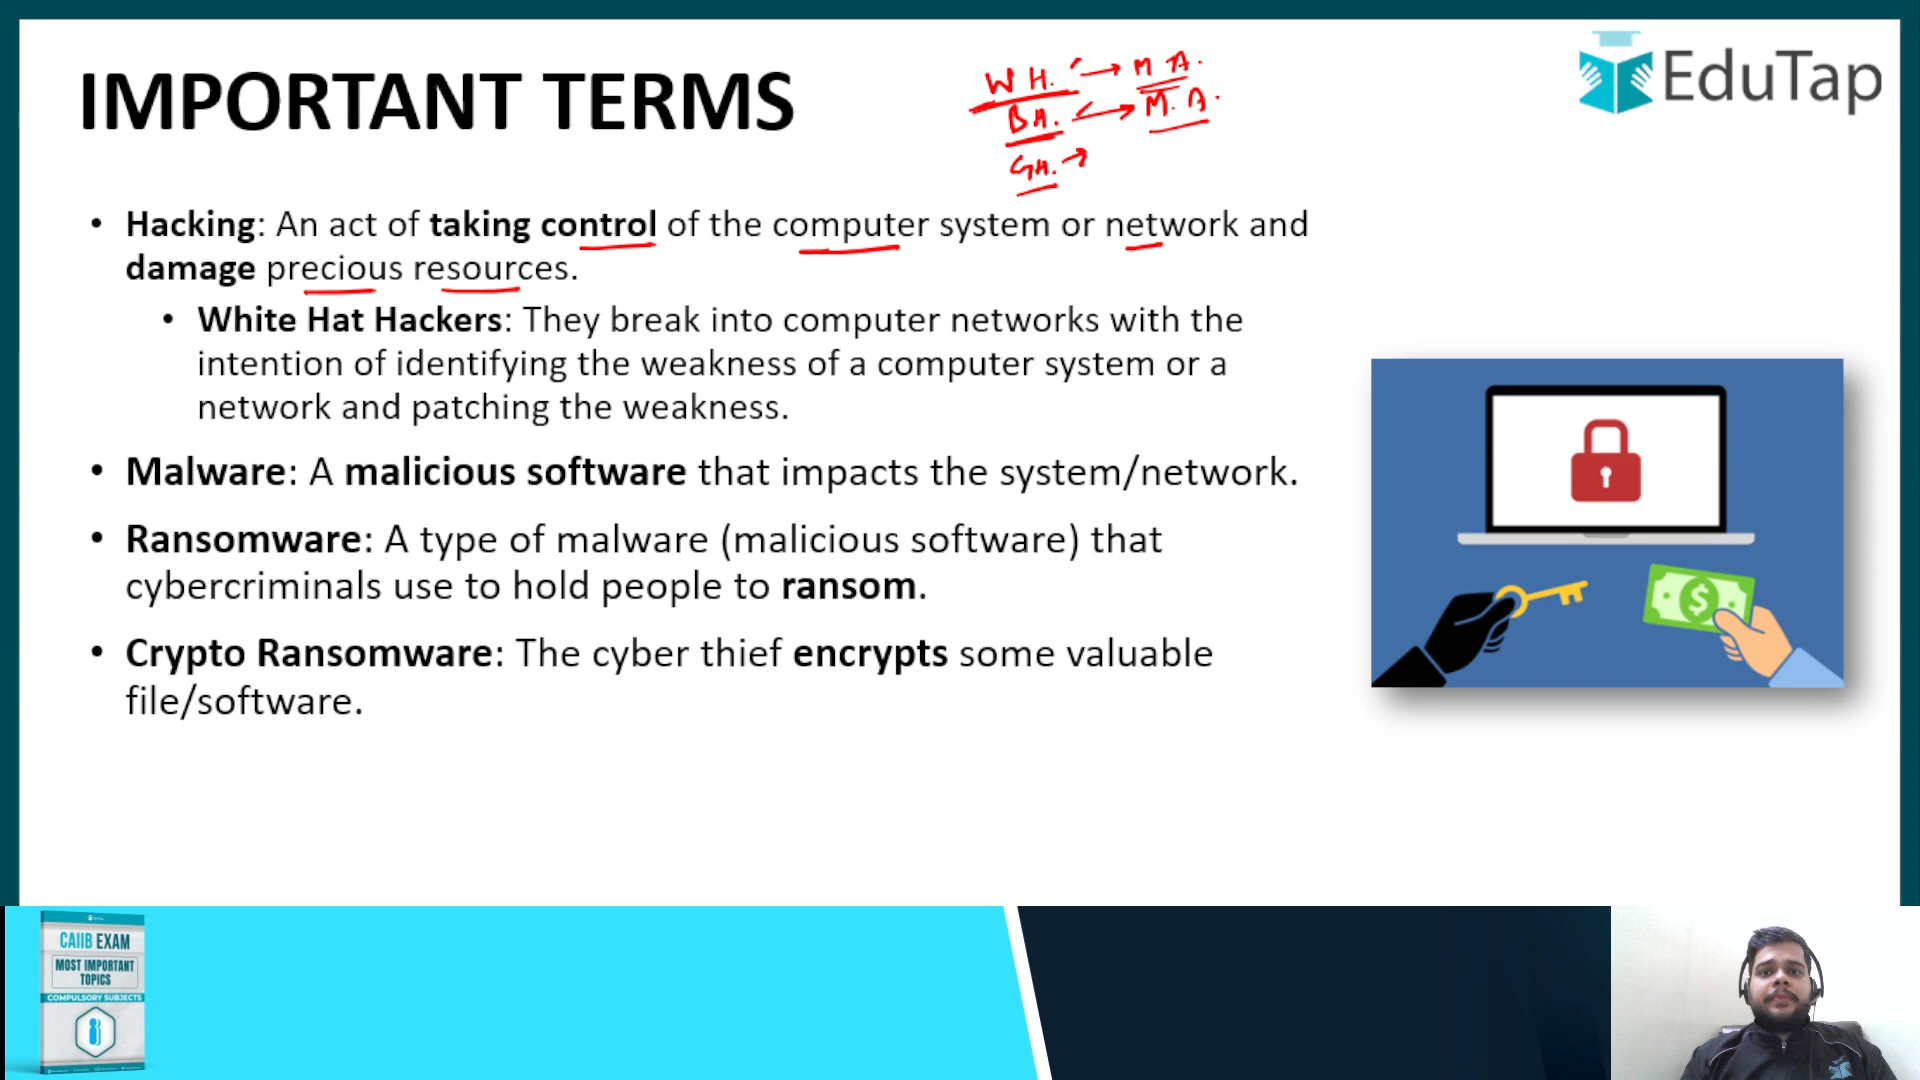 IMPORTANT TERMS
W H. → M A.
B H. → M. A.
G H. →
EduTap
• Hacking: An act of taking control of the computer system or network and
damage precious resources.
• White Hat Hackers: They break into computer networks with the
intention of identifying the weakness of a computer system or a
network and patching the weakness.
• Malware: A malicious software that impacts the system/network.
• Ransomware: A type of malware (malicious software) that
cybercriminals use to hold people to ransom.
• Crypto Ransomware: The cyber thief encrypts some valuable
file/software.
$
CAIIB EXAM
MOST IMPORTANT
TOPICS
COMPULSORY SUBJECTS